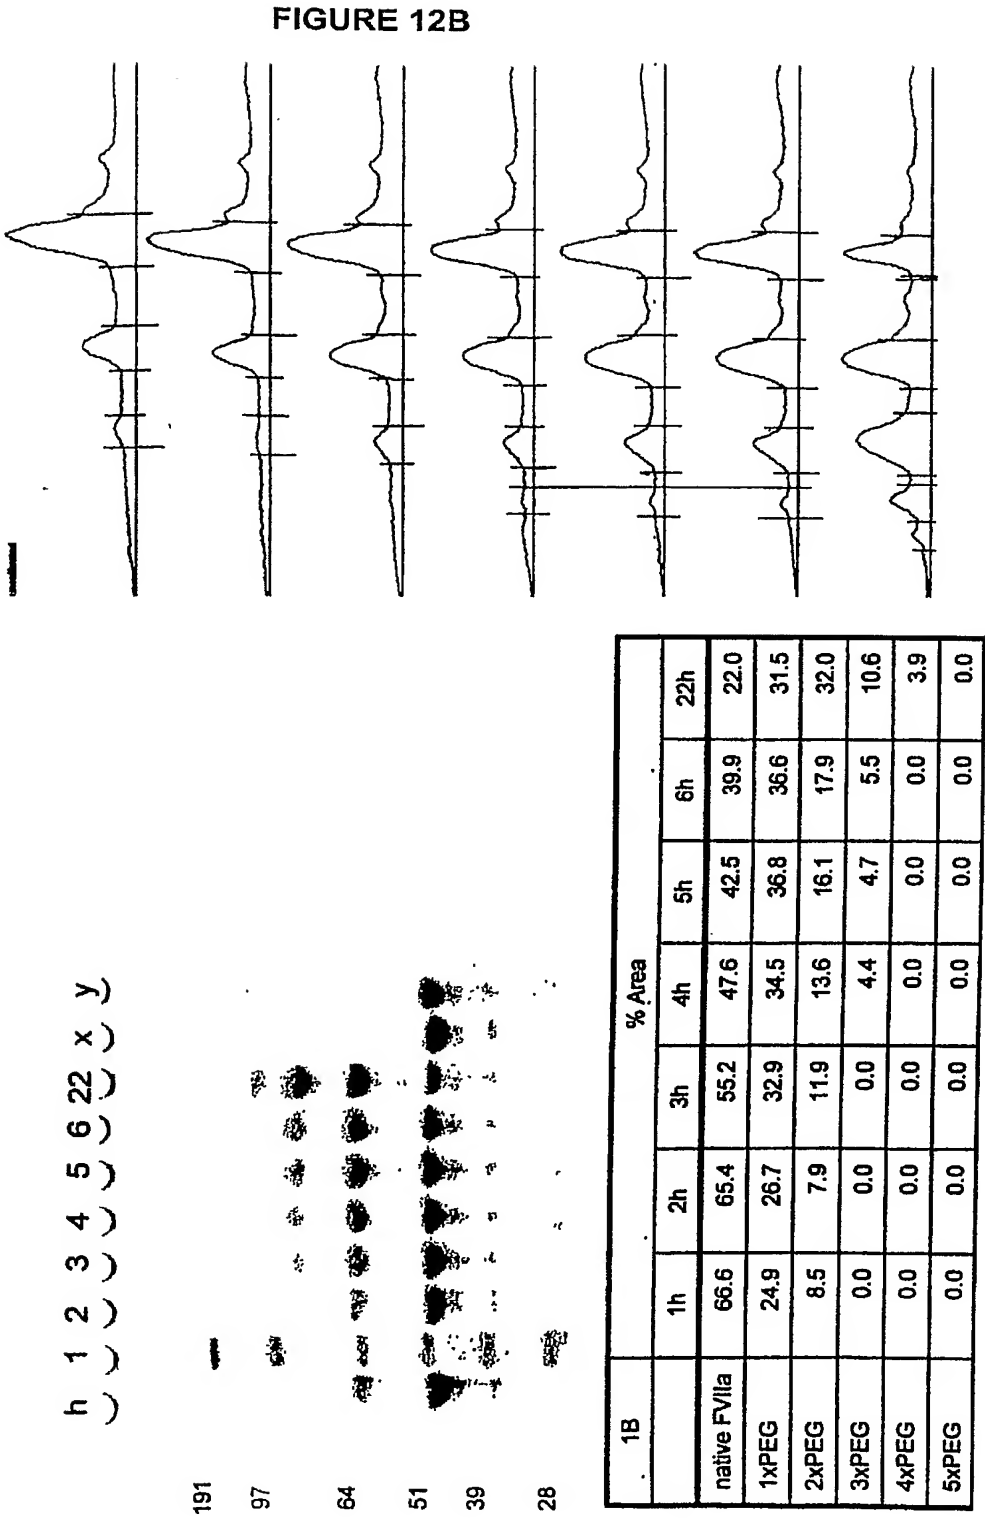 FIGURE 12B
h) 1) 2) 3) 4) 5) 6) 22) x) y)
191
97
64
51
39
28
1B % Area
1h 2h 3h 4h 5h 6h 22h
native FVIIa 66.6 65.4 55.2 47.6 42.5 39.9 22.0
1xPEG 24.9 26.7 32.9 34.5 36.8 36.6 31.5
2xPEG 8.5 7.9 11.9 13.6 16.1 17.9 32.0
3xPEG 0.0 0.0 0.0 4.4 4.7 5.5 10.6
4xPEG 0.0 0.0 0.0 0.0 0.0 0.0 3.9
5xPEG 0.0 0.0 0.0 0.0 0.0 0.0 0.0